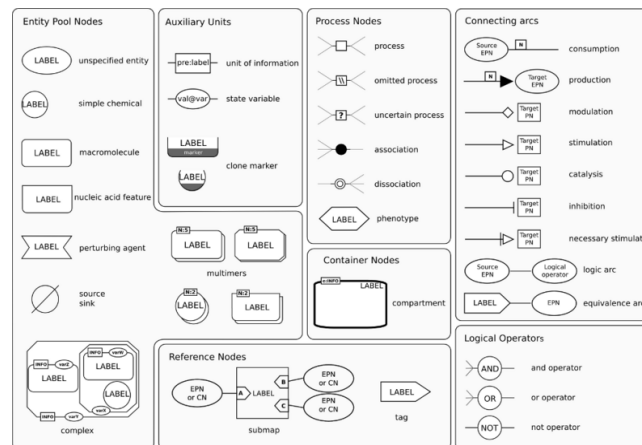 Entity Pool Nodes
LABEL
unspecified entity
LABEL
simple chemical
LABEL
macromolecule
LABEL
nucleic acid feature
LABEL
perturbing agent
source
sink
INFO
varZ
LABEL
INFO
varW
LABEL
LABEL
varX
INFO
varY
complex
Auxiliary Units
pre:label
unit of information
val@var
state variable
LABEL
marker
LABEL
clone marker
N:5
LABEL
N:5
LABEL
multimers
N:2
LABEL
N:2
LABEL
Reference Nodes
EPN
or CN
A
LABEL
B
C
EPN
or CN
EPN
or CN
submap
LABEL
tag
Process Nodes
process
\\
omitted process
?
uncertain process
association
dissociation
LABEL
phenotype
Container Nodes
LABEL
compartment
Connecting arcs
Source
EPN
N
consumption
N
Target
EPN
production
Target
PN
modulation
Target
PN
stimulation
Target
PN
catalysis
Target
PN
inhibition
Target
PN
necessary stimulat
Source
EPN
Logical
operator
logic arc
LABEL
EPN
equivalence arc
Logical Operators
AND
and operator
OR
or operator
NOT
not operator